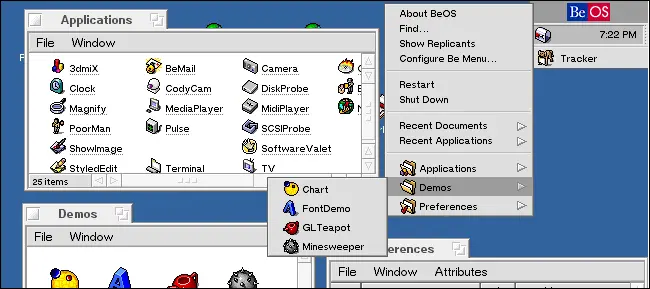 Applications
File Window
3dmiX BeMail Camera
Clock CodyCam DiskProbe
Magnify MediaPlayer MidiPlayer
PoorMan Pulse SCSIProbe
ShowImage SoftwareValet
StyledEdit Terminal TV
25 items
About BeOS
Find...
Show Replicants
Configure Be Menu...
Restart
Shut Down
Recent Documents
Recent Applications
Applications
Demos
Preferences
Be OS
7:22 PM
Tracker
Chart
FontDemo
GLTeapot
Minesweeper
Demos
File Window
erences
File Window Attributes